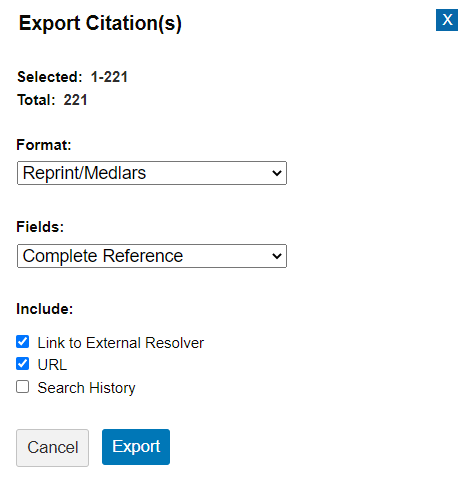 Export Citation(s)
X
Selected: 1-221
Total: 221
Format:
Reprint/Medlars
Fields:
Complete Reference
Include:
Link to External Resolver
URL
Search History
Cancel Export